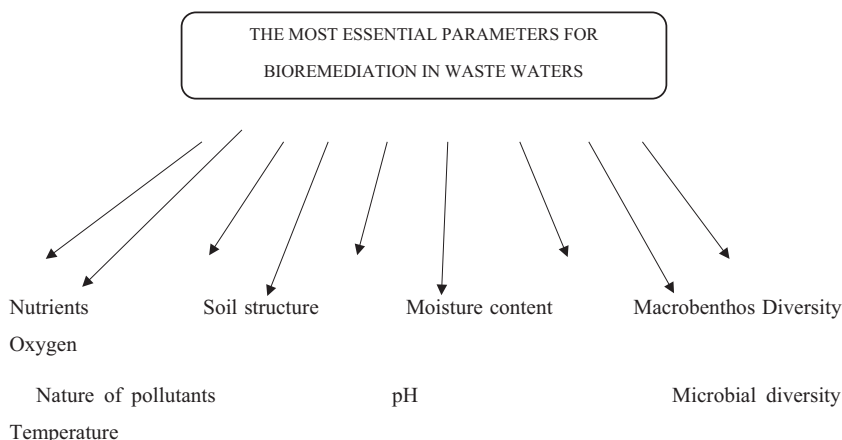 THE MOST ESSENTIAL PARAMETERS FOR
BIOREMEDIATION IN WASTE WATERS
Nutrients Soil structure Moisture content Macrobenthos Diversity
Oxygen
Nature of pollutants pH Microbial diversity
Temperature